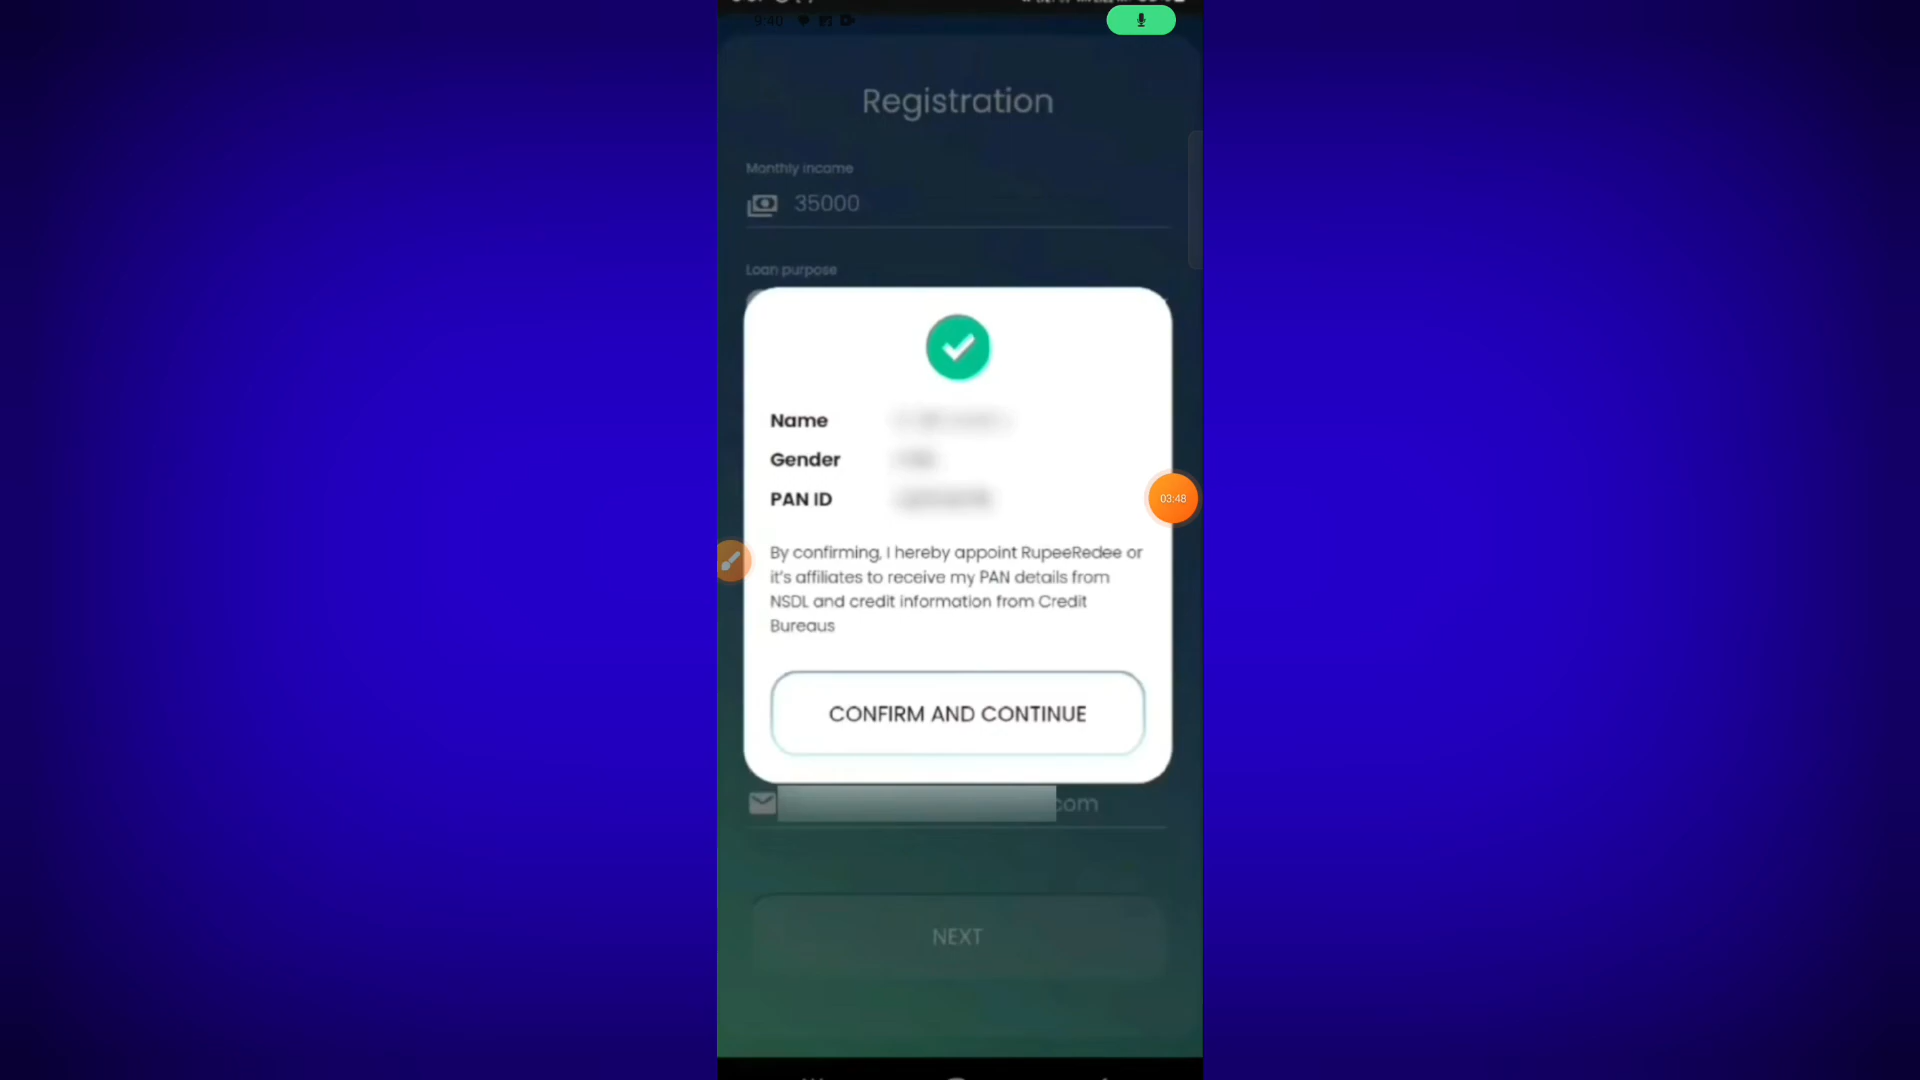 9:40
Registration
Monthly income
35000
Loan purpose
Name
Gender
PAN ID
03:48
By confirming, I hereby appoint RupeeRedee or
it's affiliates to receive my PAN details from
NSDL and credit information from Credit
Bureaus
CONFIRM AND CONTINUE
com
NEXT